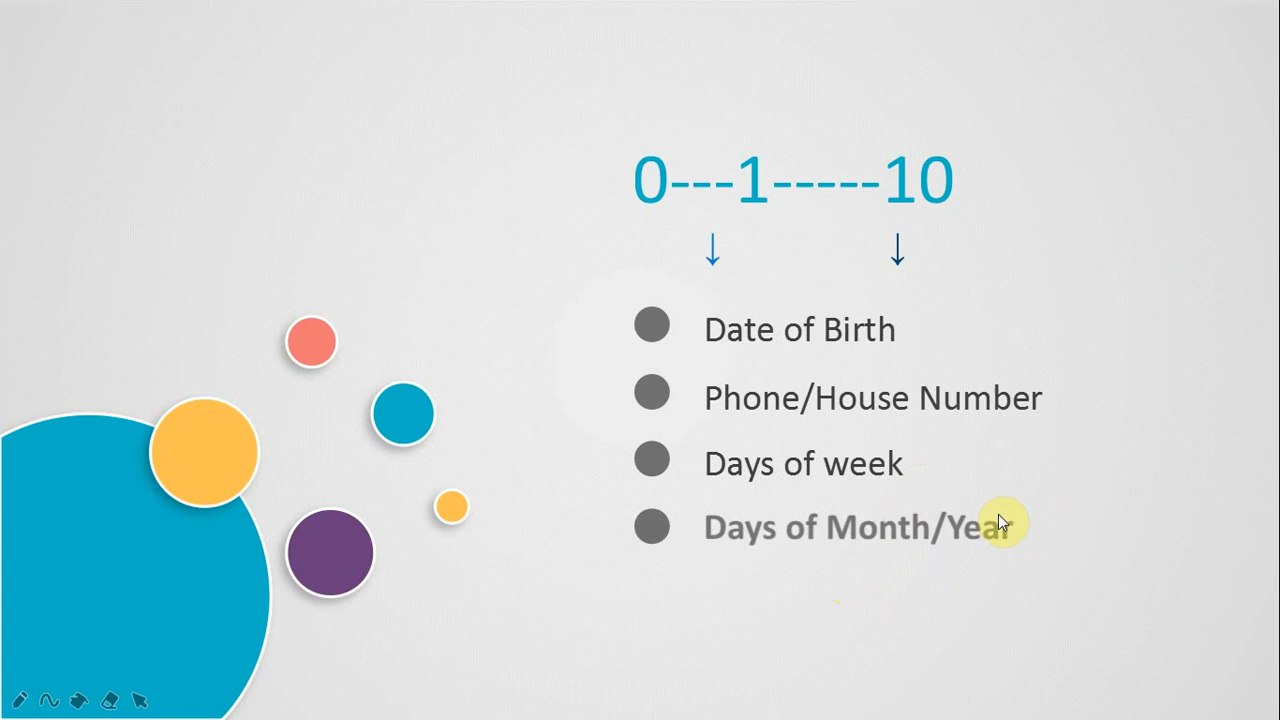 0---1-----10
↓ ↓
Date of Birth
Phone/House Number
Days of week
Days of Month/Year